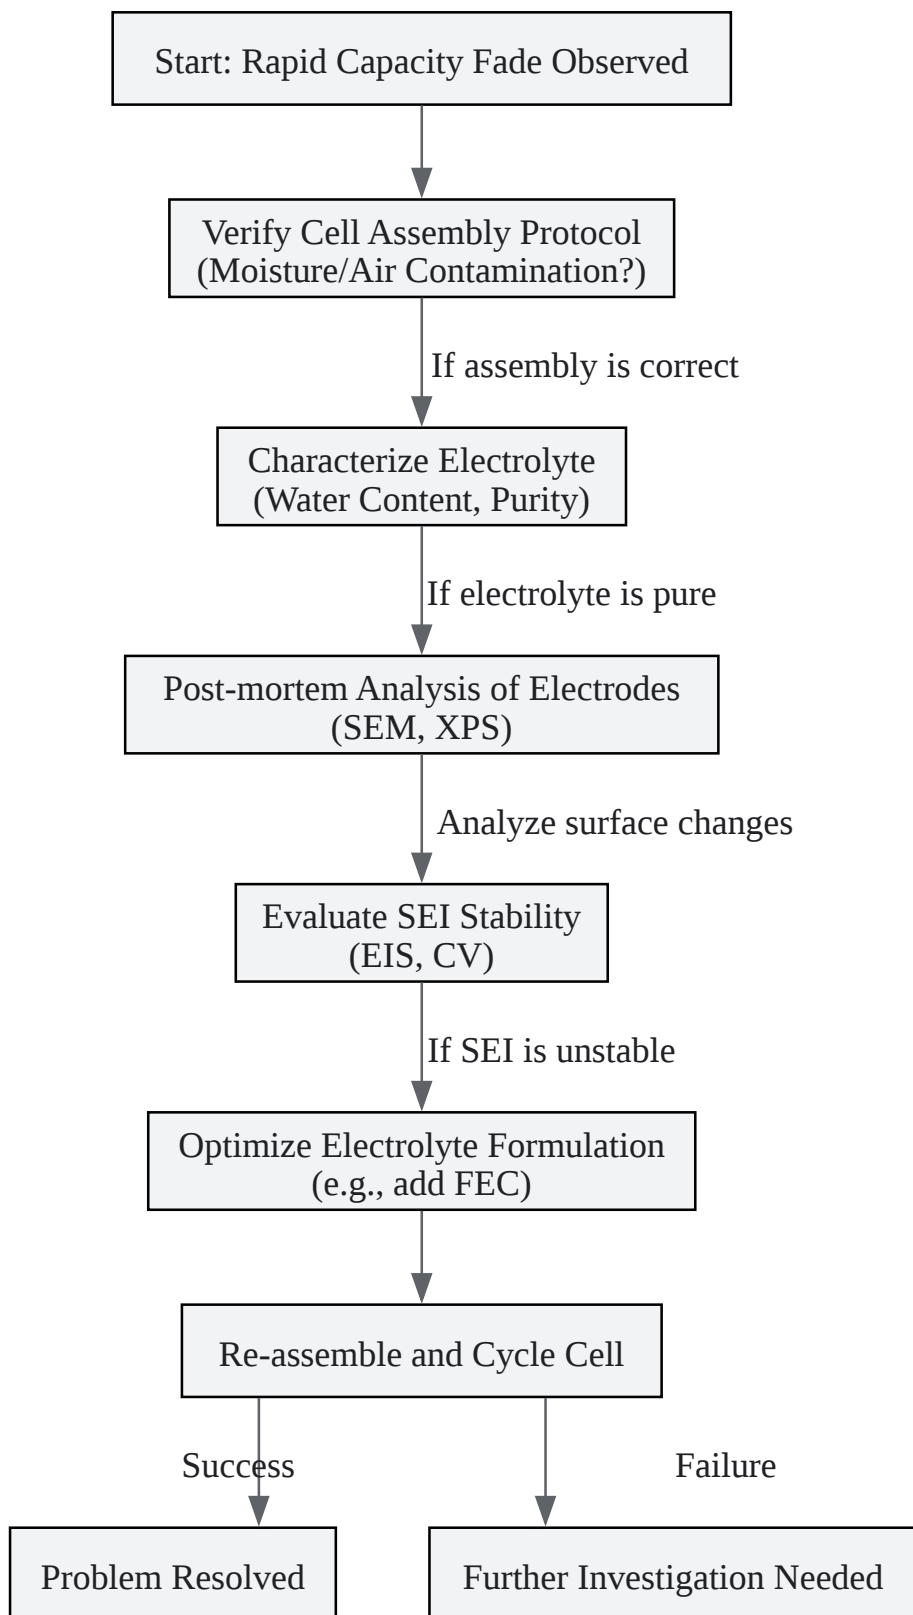 Start: Rapid Capacity Fade Observed
Verify Cell Assembly Protocol
(Moisture/Air Contamination?)
If assembly is correct
Characterize Electrolyte
(Water Content, Purity)
If electrolyte is pure
Post-mortem Analysis of Electrodes
(SEM, XPS)
Analyze surface changes
Evaluate SEI Stability
(EIS, CV)
If SEI is unstable
Optimize Electrolyte Formulation
(e.g., add FEC)
Re-assemble and Cycle Cell
Success
Failure
Problem Resolved
Further Investigation Needed